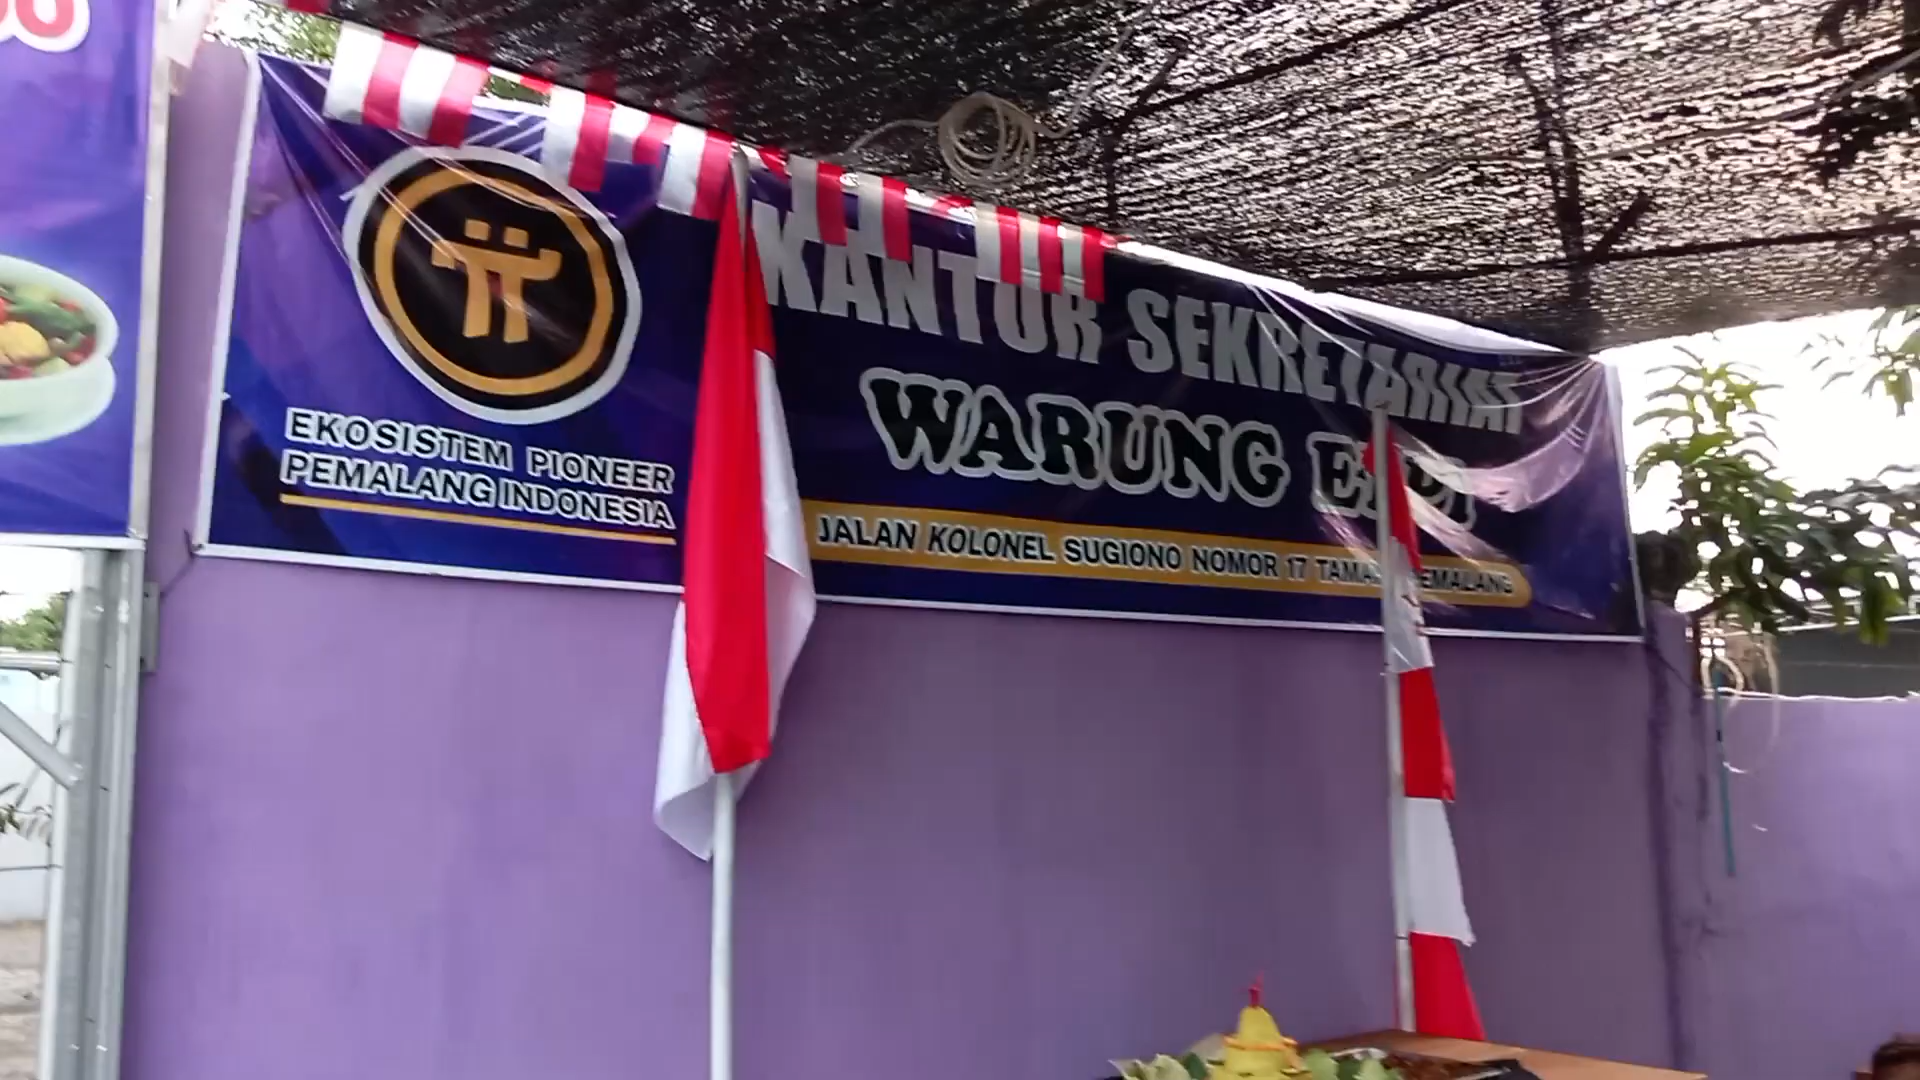 EKOSISTEM PIONEER
PEMALANG INDONESIA
KANTOR SEKRETARIAT
WARUNG
JALAN KOLONEL SUGIONO NOMOR 17